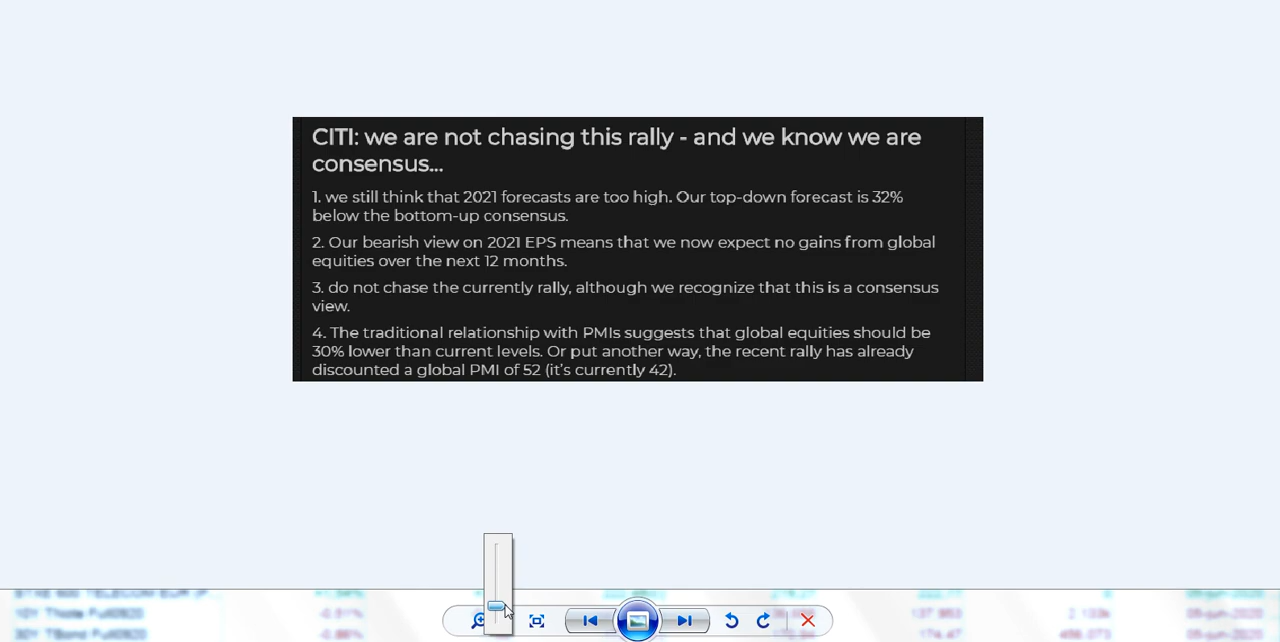 CITI: we are not chasing this rally - and we know we are
consensus...
1. we still think that 2021 forecasts are too high. Our top-down forecast is 32%
below the bottom-up consensus.
2. Our bearish view on 2021 EPS means that we now expect no gains from global
equities over the next 12 months.
3. do not chase the currently rally, although we recognize that this is a consensus
view.
4. The traditional relationship with PMIs suggests that global equities should be
30% lower than current levels. Or put another way, the recent rally has already
discounted a global PMI of 52 (it's currently 42).